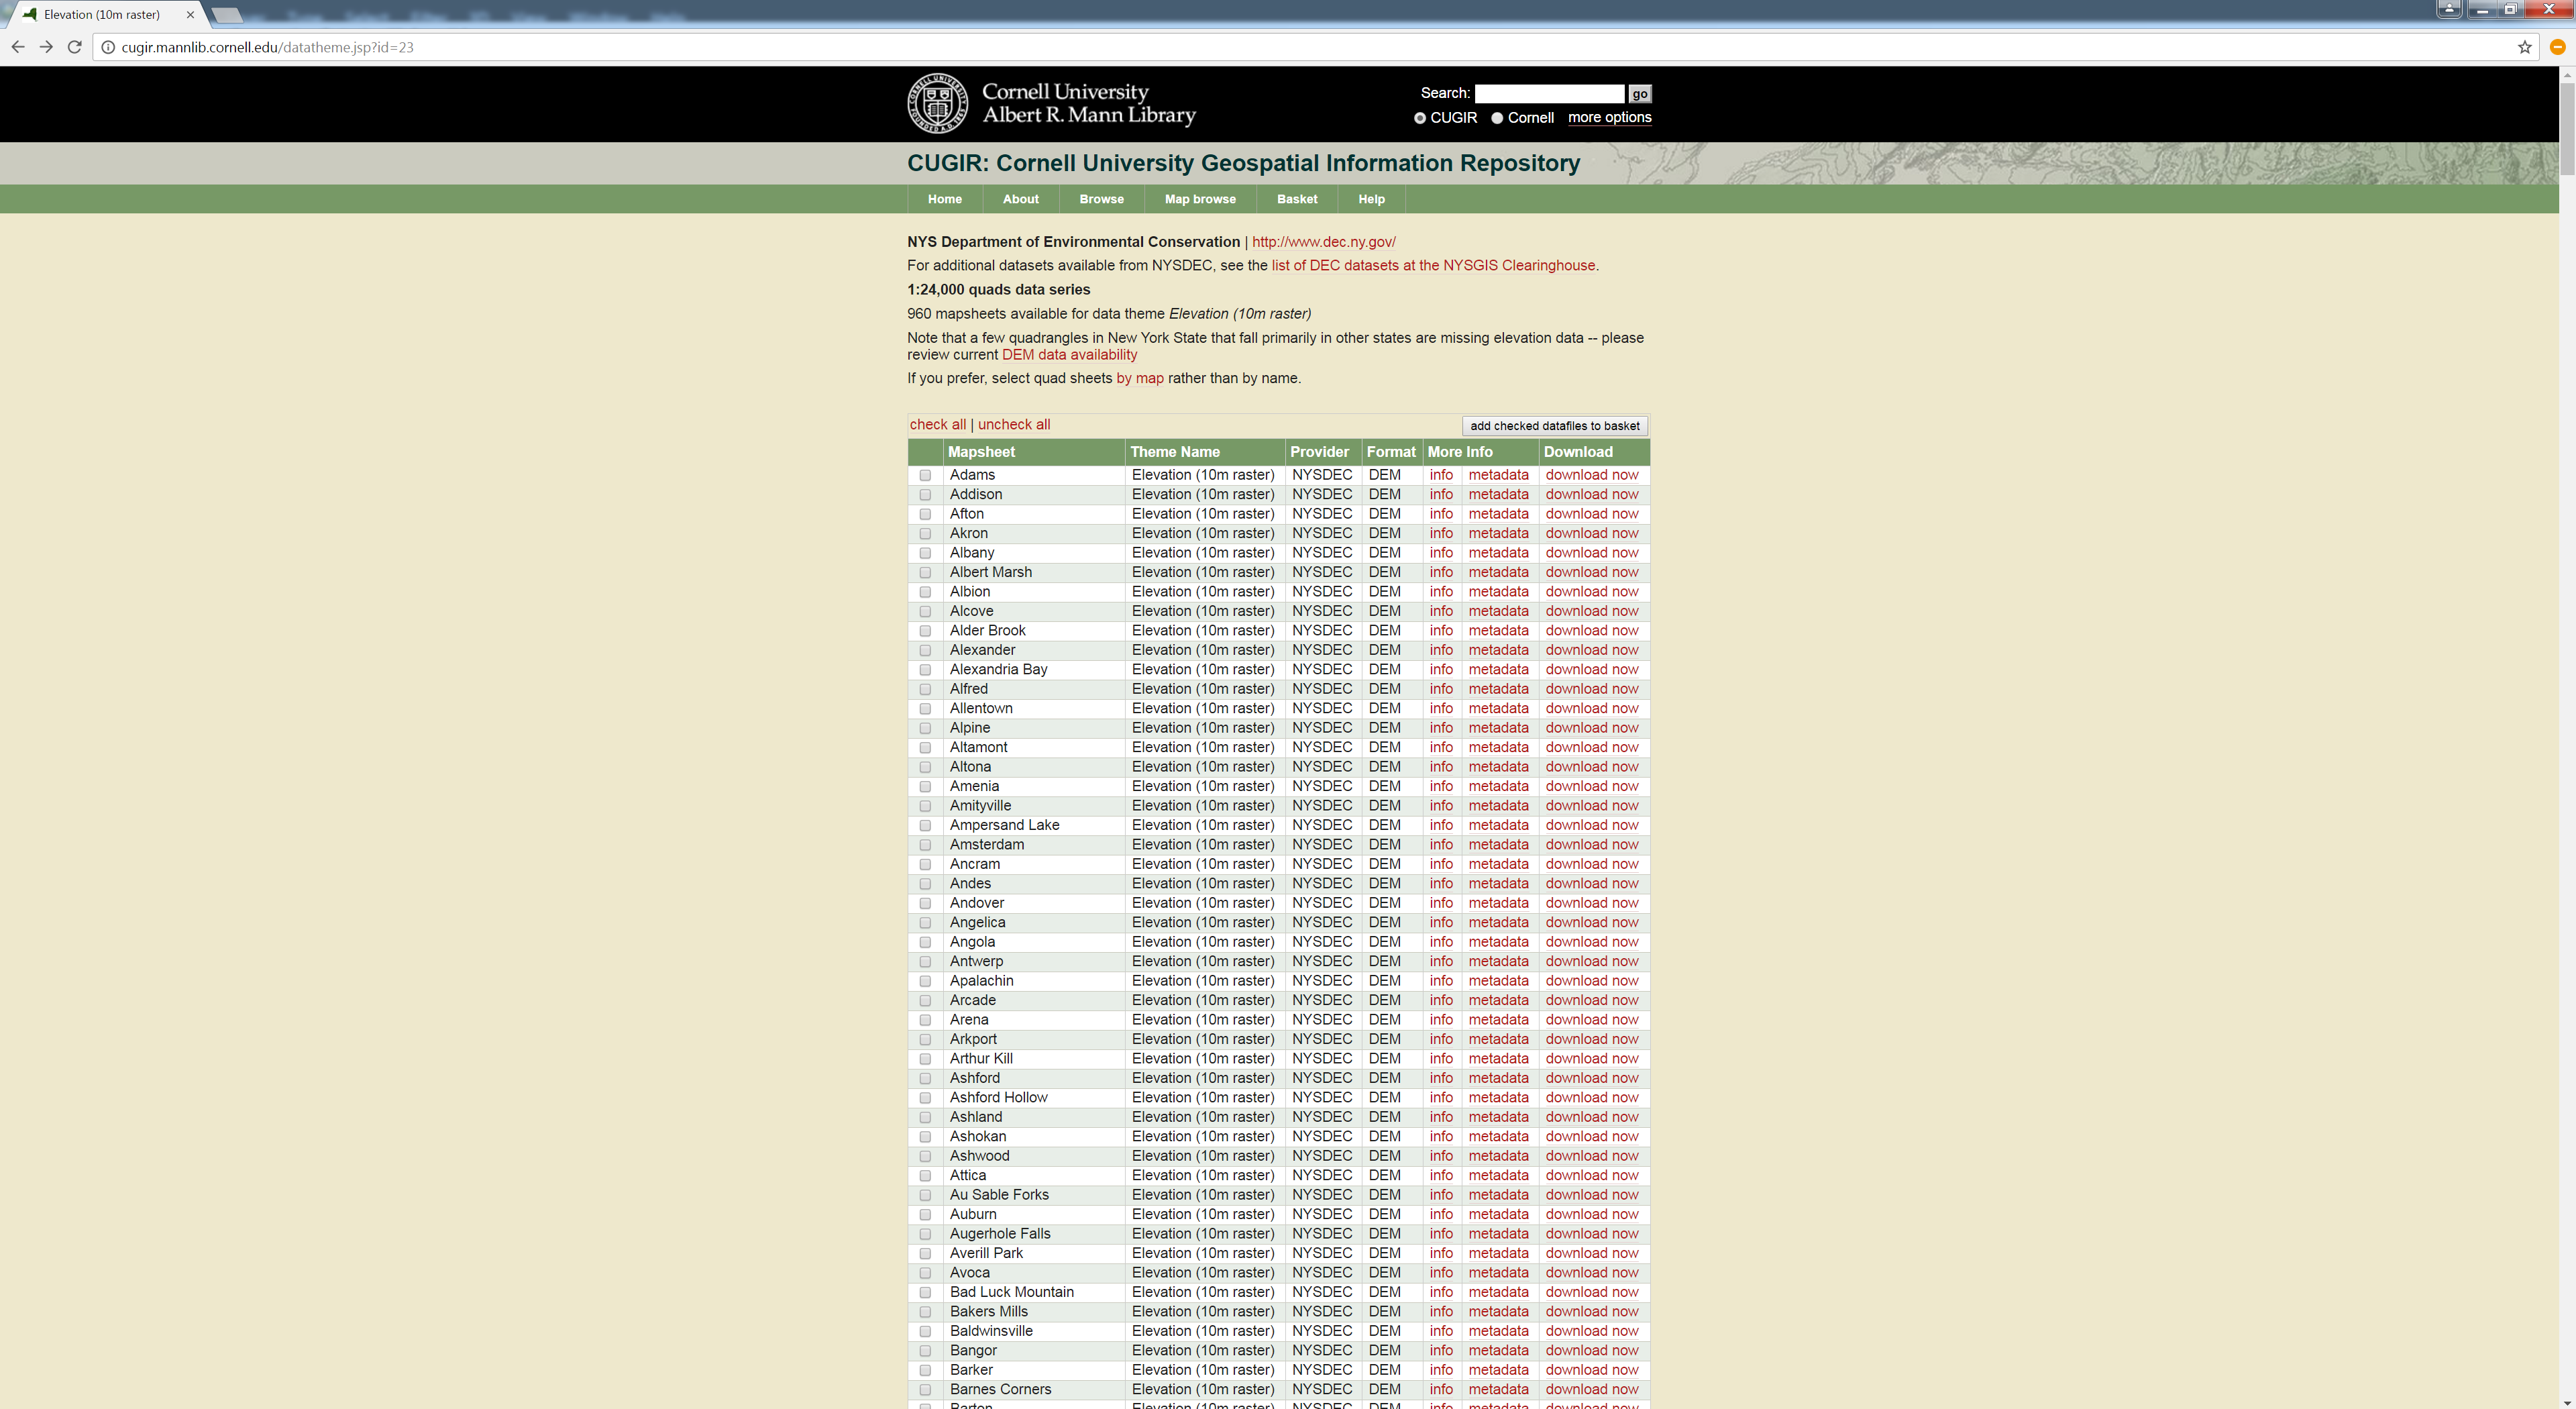 Elevation (10m raster)
cugir.mannlib.cornell.edu/datatheme.jsp?id=23
Cornell University
Albert R. Mann Library
Search: go
CUGIR Cornell more options
CUGIR: Cornell University Geospatial Information Repository
Home About Browse Map browse Basket Help
NYS Department of Environmental Conservation | http://www.dec.ny.gov/
For additional datasets available from NYSDEC, see the list of DEC datasets at the NYSGIS Clearinghouse.
1:24,000 quads data series
960 mapsheets available for data theme Elevation (10m raster)
Note that a few quadrangles in New York State that fall primarily in other states are missing elevation data -- please
review current DEM data availability
If you prefer, select quad sheets by map rather than by name.
check all | uncheck all add checked datafiles to basket
Mapsheet Theme Name Provider Format More Info Download
Adams Elevation (10m raster) NYSDEC DEM info metadata download now
Addison Elevation (10m raster) NYSDEC DEM info metadata download now
Afton Elevation (10m raster) NYSDEC DEM info metadata download now
Akron Elevation (10m raster) NYSDEC DEM info metadata download now
Albany Elevation (10m raster) NYSDEC DEM info metadata download now
Albert Marsh Elevation (10m raster) NYSDEC DEM info metadata download now
Albion Elevation (10m raster) NYSDEC DEM info metadata download now
Alcove Elevation (10m raster) NYSDEC DEM info metadata download now
Alder Brook Elevation (10m raster) NYSDEC DEM info metadata download now
Alexander Elevation (10m raster) NYSDEC DEM info metadata download now
Alexandria Bay Elevation (10m raster) NYSDEC DEM info metadata download now
Alfred Elevation (10m raster) NYSDEC DEM info metadata download now
Allentown Elevation (10m raster) NYSDEC DEM info metadata download now
Alpine Elevation (10m raster) NYSDEC DEM info metadata download now
Altamont Elevation (10m raster) NYSDEC DEM info metadata download now
Altona Elevation (10m raster) NYSDEC DEM info metadata download now
Amenia Elevation (10m raster) NYSDEC DEM info metadata download now
Amityville Elevation (10m raster) NYSDEC DEM info metadata download now
Ampersand Lake Elevation (10m raster) NYSDEC DEM info metadata download now
Amsterdam Elevation (10m raster) NYSDEC DEM info metadata download now
Ancram Elevation (10m raster) NYSDEC DEM info metadata download now
Andes Elevation (10m raster) NYSDEC DEM info metadata download now
Andover Elevation (10m raster) NYSDEC DEM info metadata download now
Angelica Elevation (10m raster) NYSDEC DEM info metadata download now
Angola Elevation (10m raster) NYSDEC DEM info metadata download now
Antwerp Elevation (10m raster) NYSDEC DEM info metadata download now
Apalachin Elevation (10m raster) NYSDEC DEM info metadata download now
Arcade Elevation (10m raster) NYSDEC DEM info metadata download now
Arena Elevation (10m raster) NYSDEC DEM info metadata download now
Arkport Elevation (10m raster) NYSDEC DEM info metadata download now
Arthur Kill Elevation (10m raster) NYSDEC DEM info metadata download now
Ashford Elevation (10m raster) NYSDEC DEM info metadata download now
Ashford Hollow Elevation (10m raster) NYSDEC DEM info metadata download now
Ashland Elevation (10m raster) NYSDEC DEM info metadata download now
Ashokan Elevation (10m raster) NYSDEC DEM info metadata download now
Ashwood Elevation (10m raster) NYSDEC DEM info metadata download now
Attica Elevation (10m raster) NYSDEC DEM info metadata download now
Au Sable Forks Elevation (10m raster) NYSDEC DEM info metadata download now
Auburn Elevation (10m raster) NYSDEC DEM info metadata download now
Augerhole Falls Elevation (10m raster) NYSDEC DEM info metadata download now
Averill Park Elevation (10m raster) NYSDEC DEM info metadata download now
Avoca Elevation (10m raster) NYSDEC DEM info metadata download now
Bad Luck Mountain Elevation (10m raster) NYSDEC DEM info metadata download now
Bakers Mills Elevation (10m raster) NYSDEC DEM info metadata download now
Baldwinsville Elevation (10m raster) NYSDEC DEM info metadata download now
Bangor Elevation (10m raster) NYSDEC DEM info metadata download now
Barker Elevation (10m raster) NYSDEC DEM info metadata download now
Barnes Corners Elevation (10m raster) NYSDEC DEM info metadata download now
Barton Elevation (10m raster) NYSDEC DEM info metadata download now